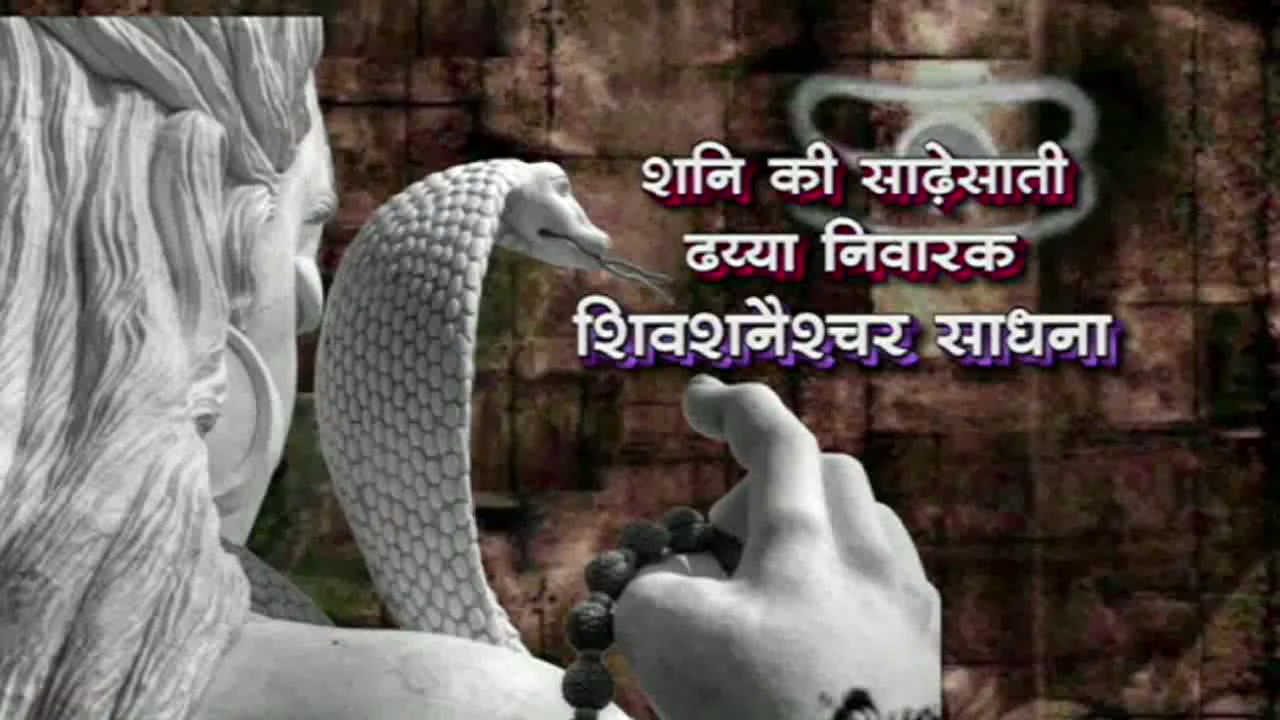 शनि की साढ़ेसाती
ढय्या निवारक
शिवशनैश्चर साधना